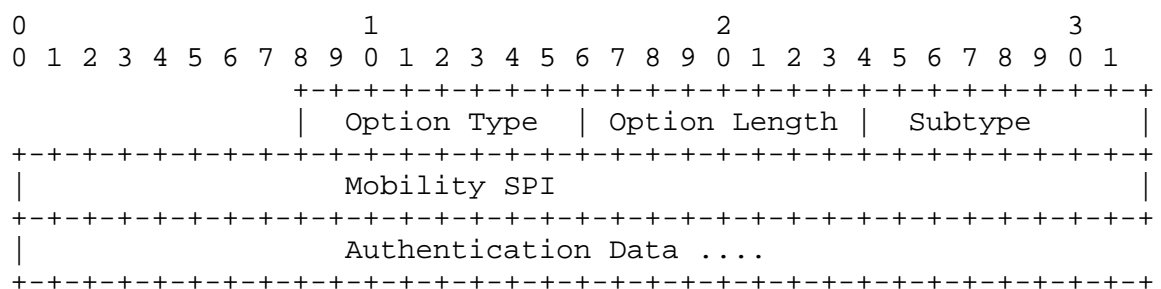 0                   1                   2                   3
0 1 2 3 4 5 6 7 8 9 0 1 2 3 4 5 6 7 8 9 0 1 2 3 4 5 6 7 8 9 0 1
                +-+-+-+-+-+-+-+-+-+-+-+-+-+-+-+-+-+-+-+-+-+-+-+-+
                |  Option Type  | Option Length |  Subtype      |
+-+-+-+-+-+-+-+-+-+-+-+-+-+-+-+-+-+-+-+-+-+-+-+-+-+-+-+-+-+-+-+-+
|                  Mobility SPI                                 |
+-+-+-+-+-+-+-+-+-+-+-+-+-+-+-+-+-+-+-+-+-+-+-+-+-+-+-+-+-+-+-+-+
|                  Authentication Data ....
+-+-+-+-+-+-+-+-+-+-+-+-+-+-+-+-+-+-+-+-+-+-+-+-+-+-+-+-+-+-+-+-+